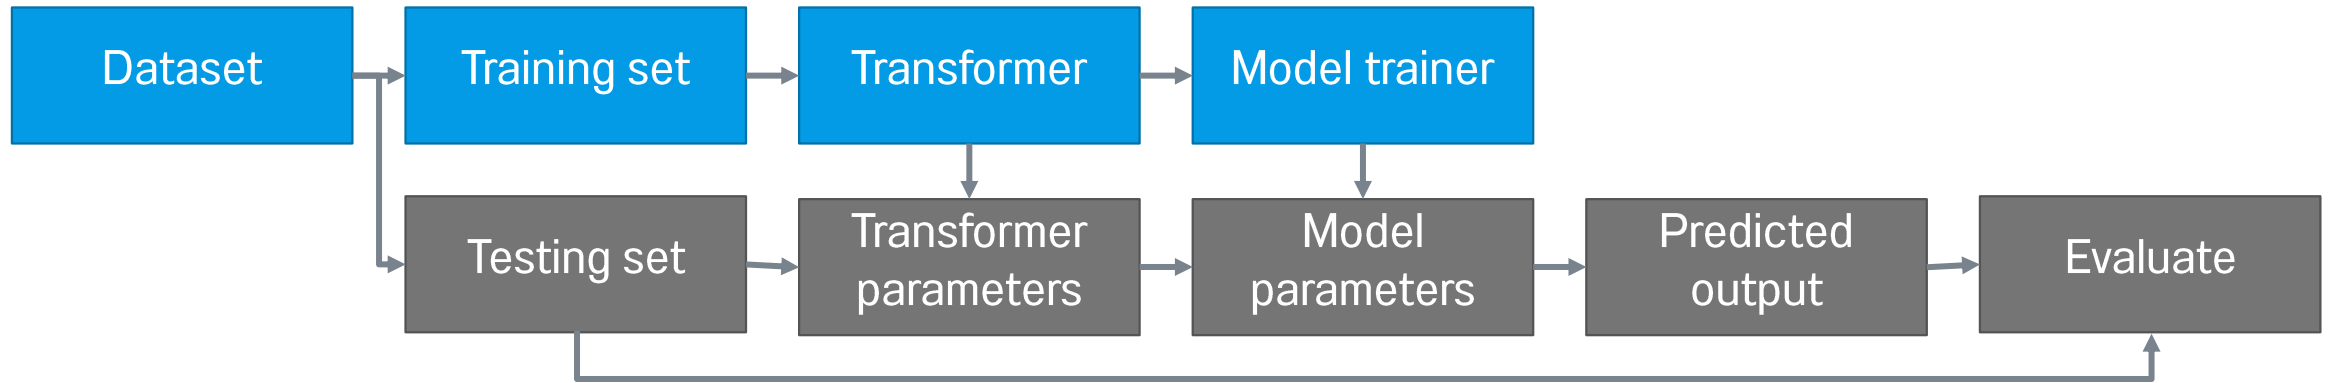 Dataset
Training set
Transformer
Model trainer
Testing set
Transformer
parameters
Model
parameters
Predicted
output
Evaluate